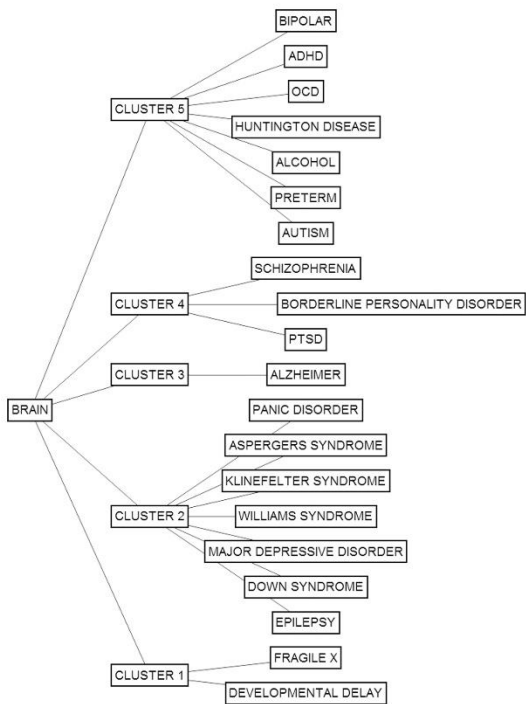 BIPOLAR
ADHD
OCD
CLUSTER 5
HUNTINGTON DISEASE
ALCOHOL
PRETERM
AUTISM
SCHIZOPHRENIA
CLUSTER 4
BORDERLINE PERSONALITY DISORDER
PTSD
CLUSTER 3
ALZHEIMER
BRAIN
PANIC DISORDER
ASPERGERS SYNDROME
KLINEFELTER SYNDROME
CLUSTER 2
WILLIAMS SYNDROME
MAJOR DEPRESSIVE DISORDER
DOWN SYNDROME
EPILEPSY
FRAGILE X
CLUSTER 1
DEVELOPMENTAL DELAY